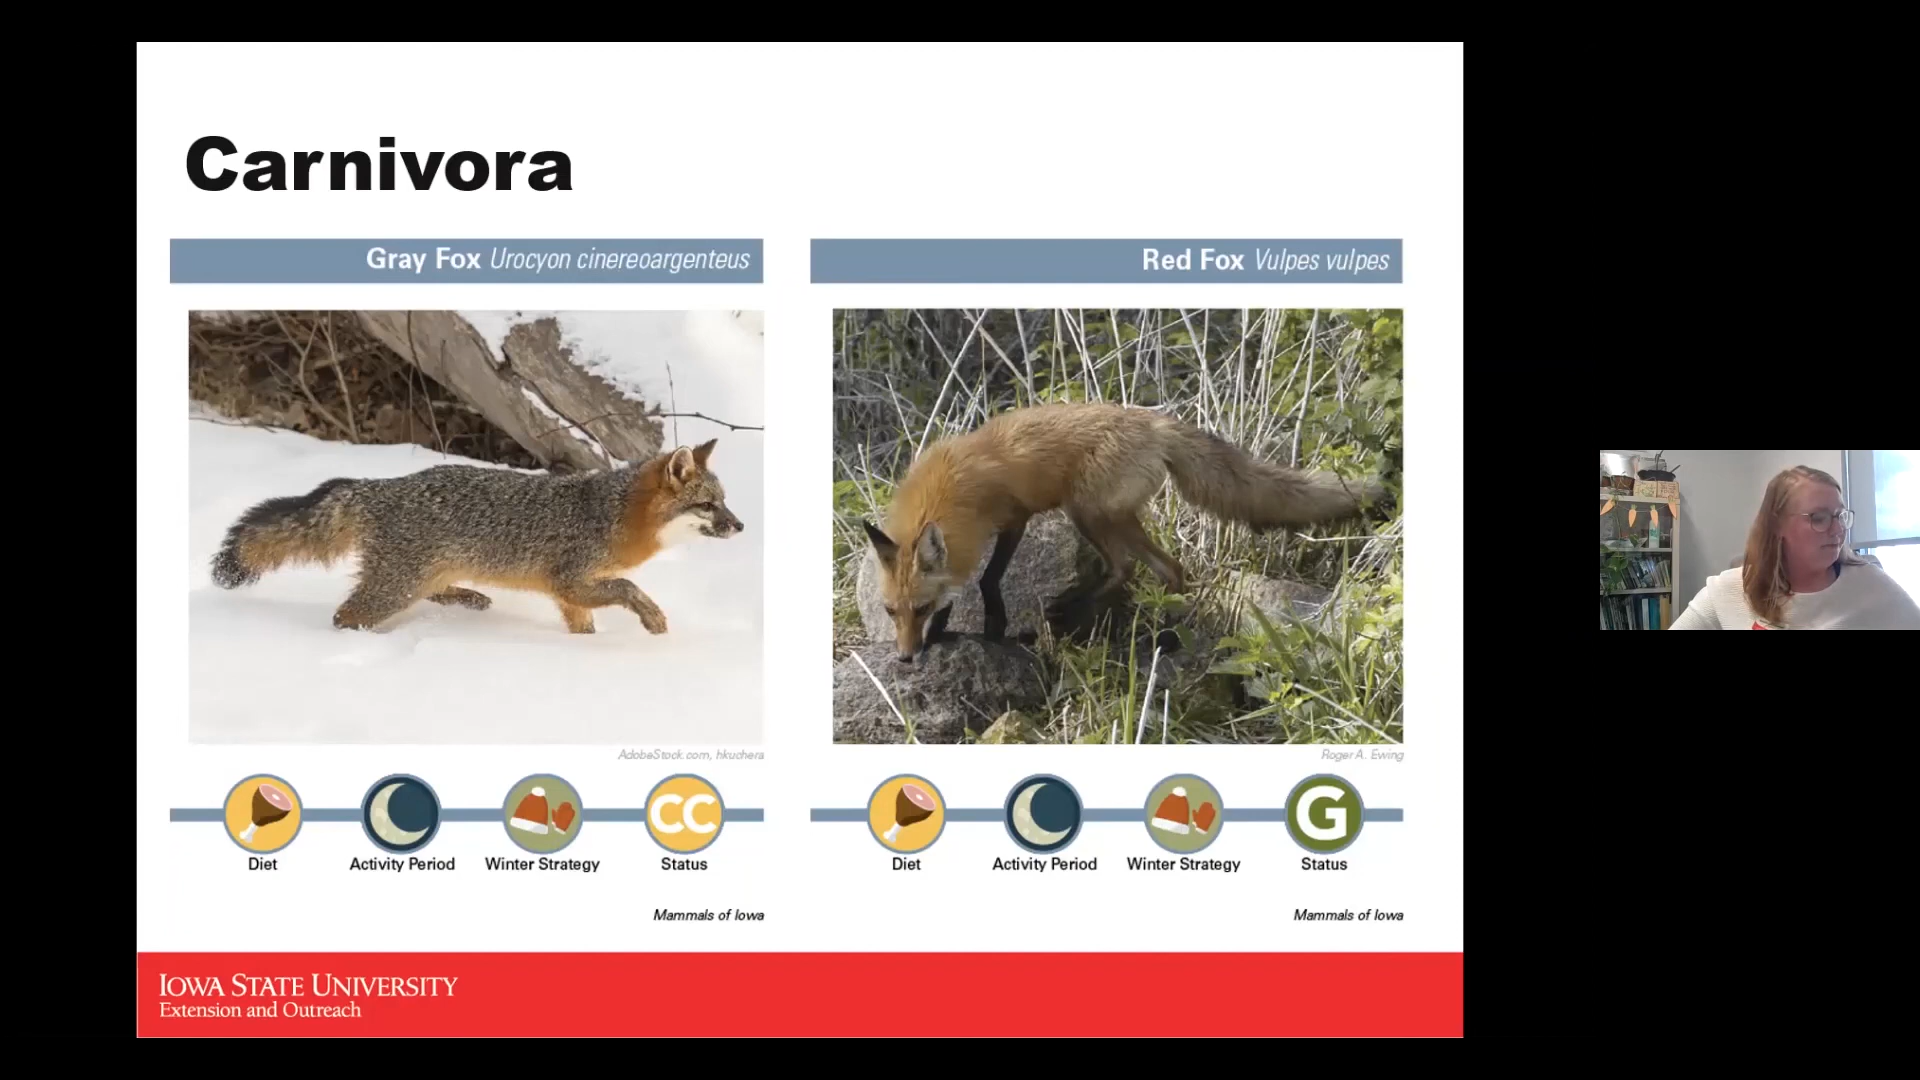 Carnivora
Gray Fox Urocyon cinereoargenteus
AdobeStock.com, hkuchera
CC
Diet
Activity Period
Winter Strategy
Status
Mammals of Iowa
Red Fox Vulpes vulpes
Roger A. Ewing
G
Diet
Activity Period
Winter Strategy
Status
Mammals of Iowa
IOWA STATE UNIVERSITY
Extension and Outreach